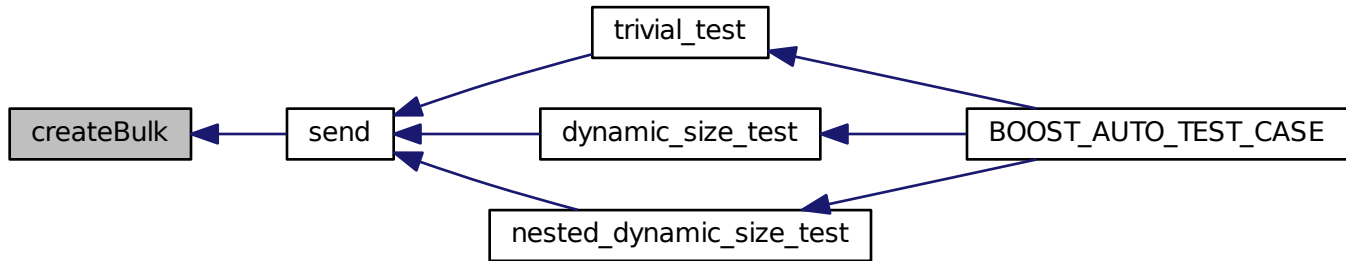 trivial_test
createBulk
send
dynamic_size_test
BOOST_AUTO_TEST_CASE
nested_dynamic_size_test